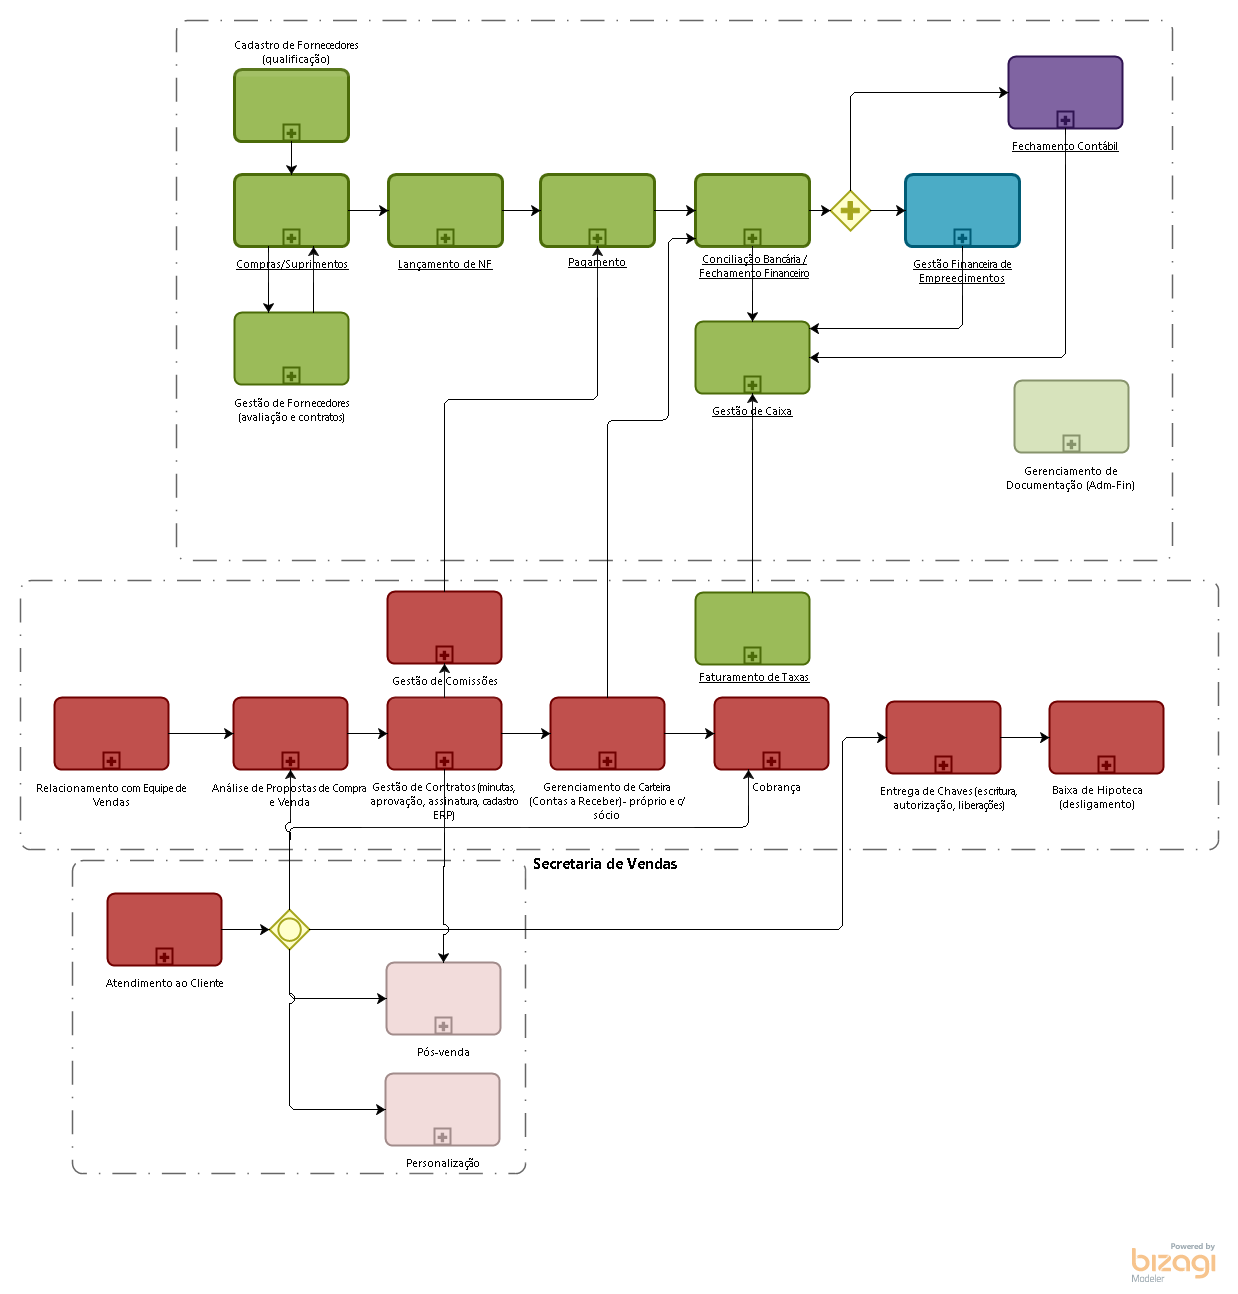 Cadastro de Fornecedores
(qualificação)
Fechamento Contábil
Compras/Suprimentos
Lançamento de NF
Pagamento
Conciliação Bancária/
Fechamento Financeiro
Gestão Financeira de
Empreedimentos
Gestão de Fornecedores
(avaliação e contratos)
Gestão de Caixa
Gerenciamento de
Documentação (Adm-Fin)
Gestão de Comissões
Faturamento de Taxas
Relacionamento com Equipe de
Vendas
Análise de Propostas de Compra
e Venda
Gestão de Contratos (minutas,
aprovação, assinatura, cadastro
ERP)
Gerenciamento de Carteira
(Contas a Receber)- próprio e c/
sócio
Cobrança
Entrega de Chaves (escritura,
autorização, liberações)
Baixa de Hipoteca
(desligamento)
Secretaria de Vendas
Atendimento ao Cliente
Pós-venda
Personalização
Powered by
bizagi
Modeler